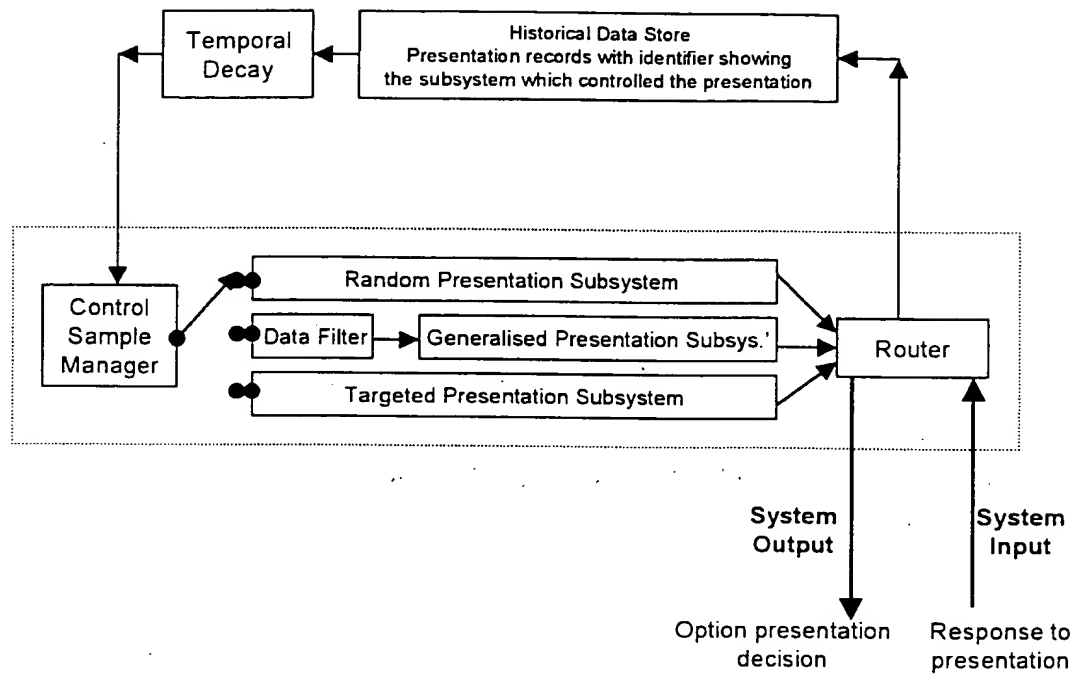 Temporal
Decay
Historical Data Store
Presentation records with identifier showing
the subsystem which controlled the presentation
Control
Sample
Manager
Random Presentation Subsystem
Data Filter
Generalised Presentation Subsys.'
Targeted Presentation Subsystem
Router
System
Output
System
Input
Option presentation
decision
Response to
presentation